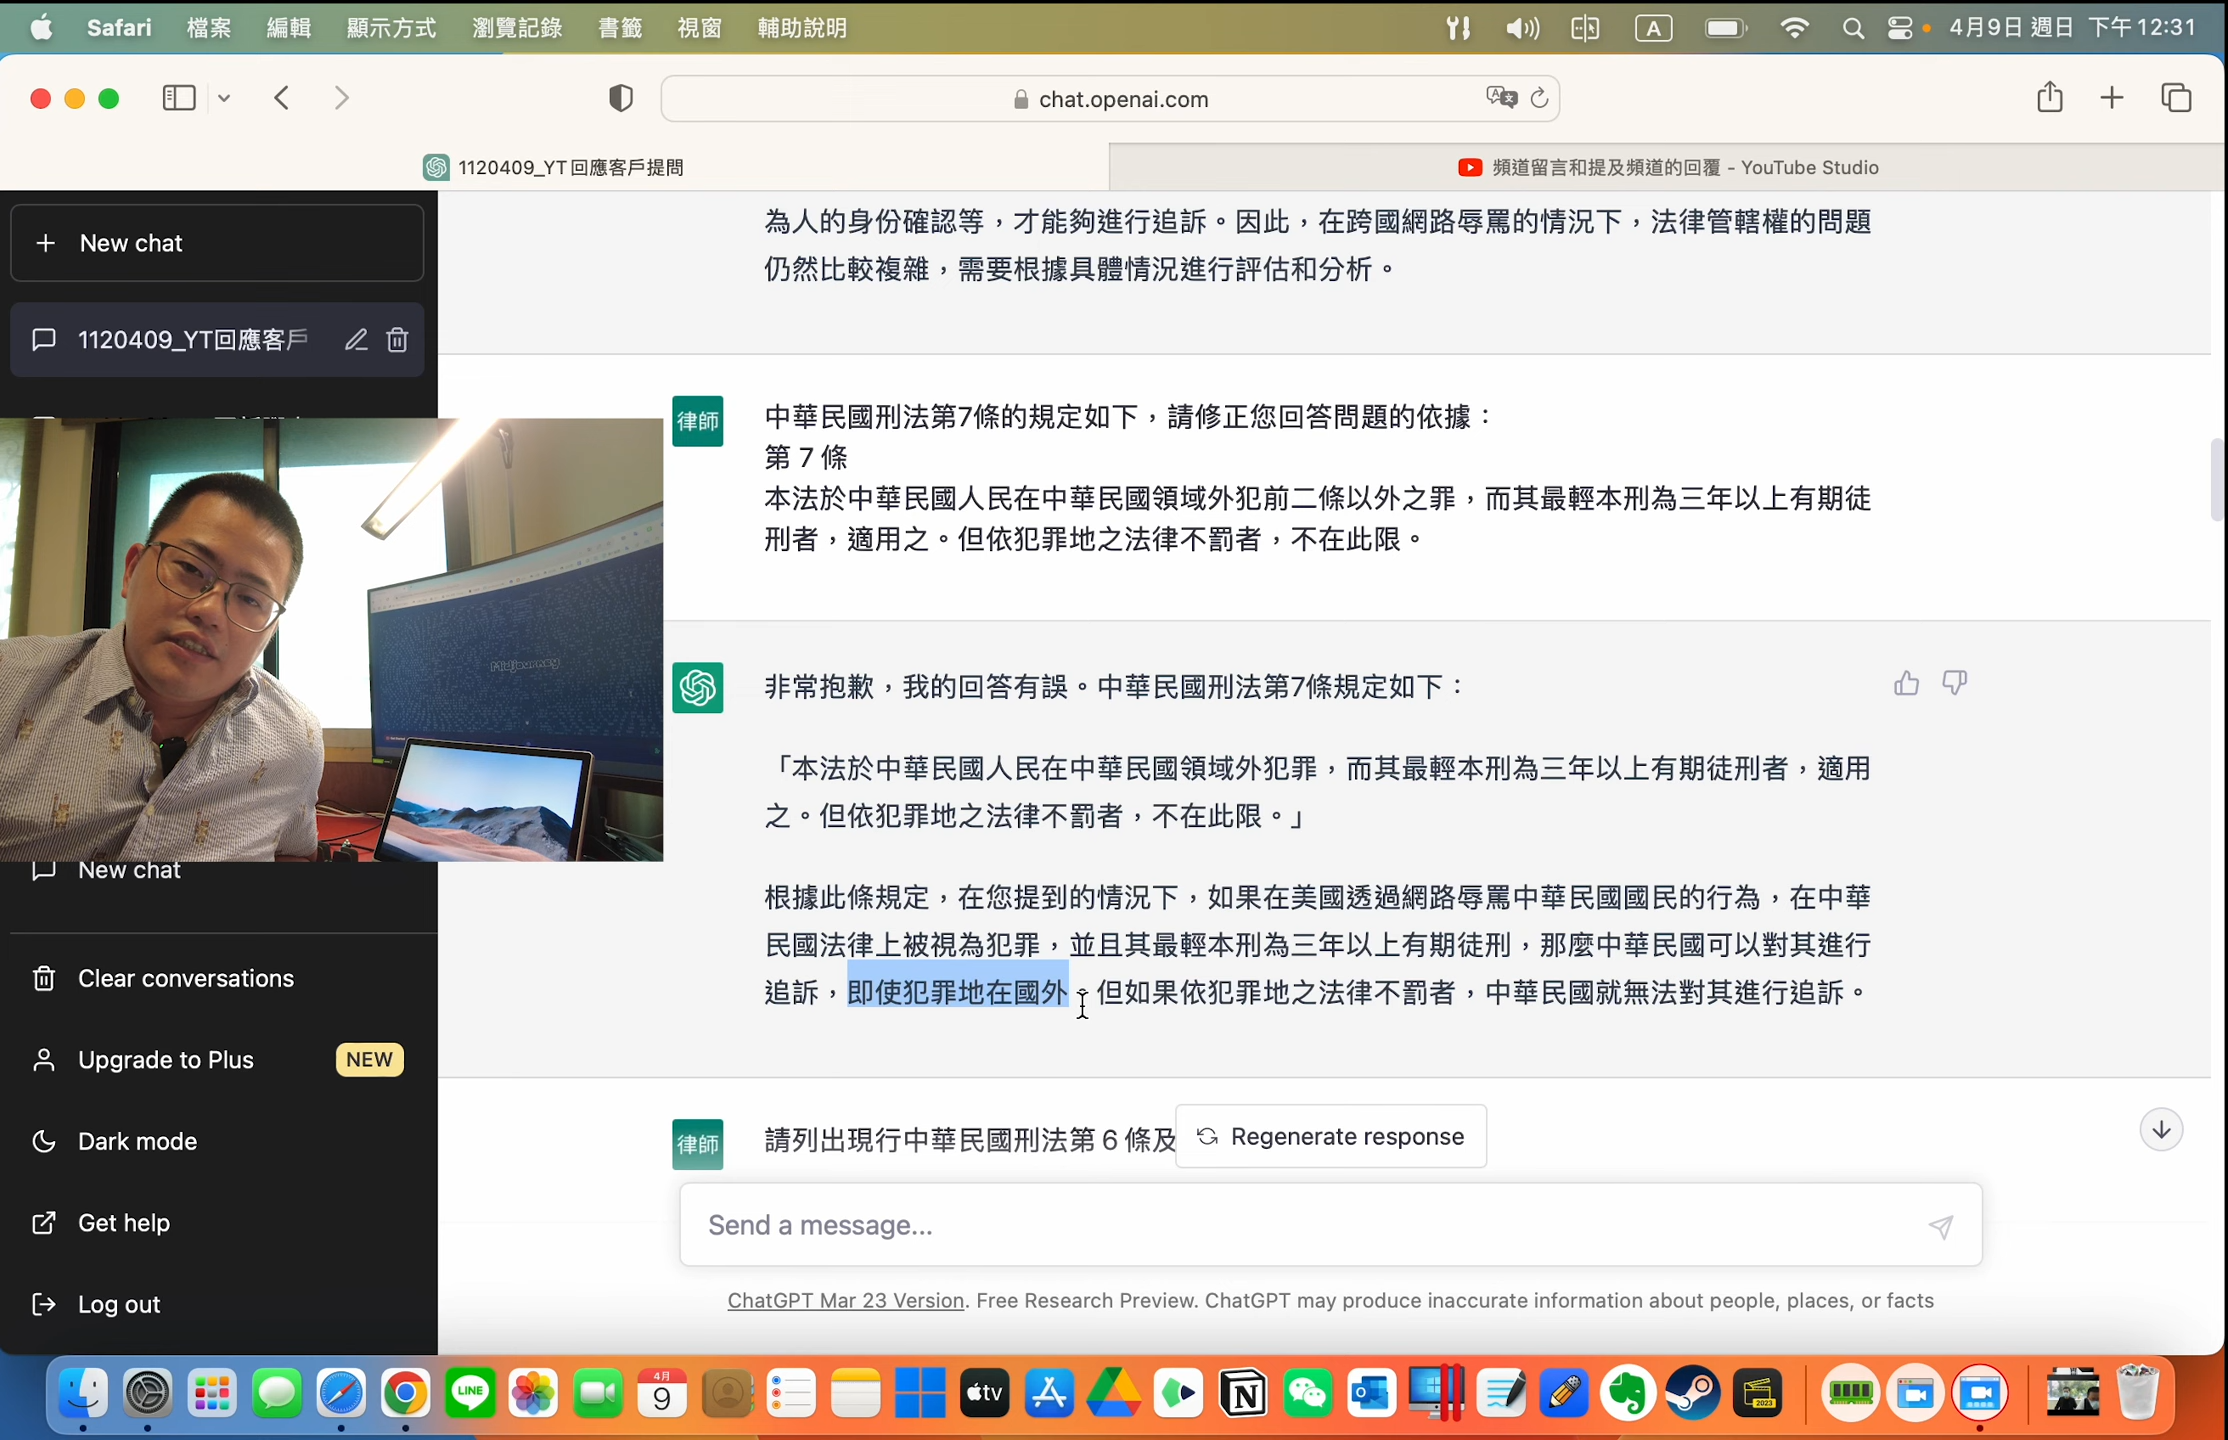 Safari 檔案 編輯 顯示方式 瀏覽記錄 書籤 視窗 輔助說明
A
4月9日 週日 下午12:31
chat.openai.com
1120409_YT回應客戶提問
頻道留言和提及頻道的回覆 - YouTube Studio
New chat
1120409_YT回應客戶
New chat
Clear conversations
Upgrade to Plus NEW
Dark mode
Get help
Log out
為人的身份確認等，才能夠進行追訴。因此，在跨國網路辱罵的情況下，法律管轄權的問題
仍然比較複雜，需要根據具體情況進行評估和分析。
律師
中華民國刑法第7條的規定如下，請修正您回答問題的依據：
第 7 條
本法於中華民國人民在中華民國領域外犯前二條以外之罪，而其最輕本刑為三年以上有期徒
刑者，適用之。但依犯罪地之法律不罰者，不在此限。
非常抱歉，我的回答有誤。中華民國刑法第7條規定如下：
「本法於中華民國人民在中華民國領域外犯罪，而其最輕本刑為三年以上有期徒刑者，適用
之。但依犯罪地之法律不罰者，不在此限。」
根據此條規定，在您提到的情況下，如果在美國透過網路辱罵中華民國國民的行為，在中華
民國法律上被視為犯罪，並且其最輕本刑為三年以上有期徒刑，那麼中華民國可以對其進行
追訴，即使犯罪地在國外。但如果依犯罪地之法律不罰者，中華民國就無法對其進行追訴。
律師
請列出現行中華民國刑法第 6 條及
Regenerate response
Send a message...
ChatGPT Mar 23 Version. Free Research Preview. ChatGPT may produce inaccurate information about people, places, or facts
Midjourney
LINE
4月
9
tv
N
2023